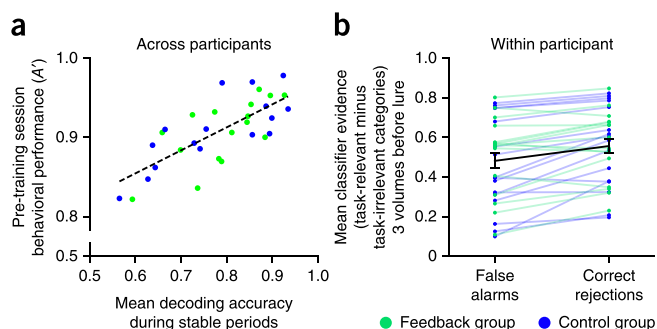 a
Across participants
Pre-training session
behavioral performance (A′)
1.0
0.9
0.8
0.5
0.5
0.6
0.7
0.8
0.9
1.0
Mean decoding accuracy
during stable periods
b
Within participant
Mean classifier evidence
(task-relevant minus
task-irrelevant categories)
3 volumes before lure
1.0
0.8
0.6
0.4
0.2
0
False
alarms
Correct
rejections
Feedback group
Control group